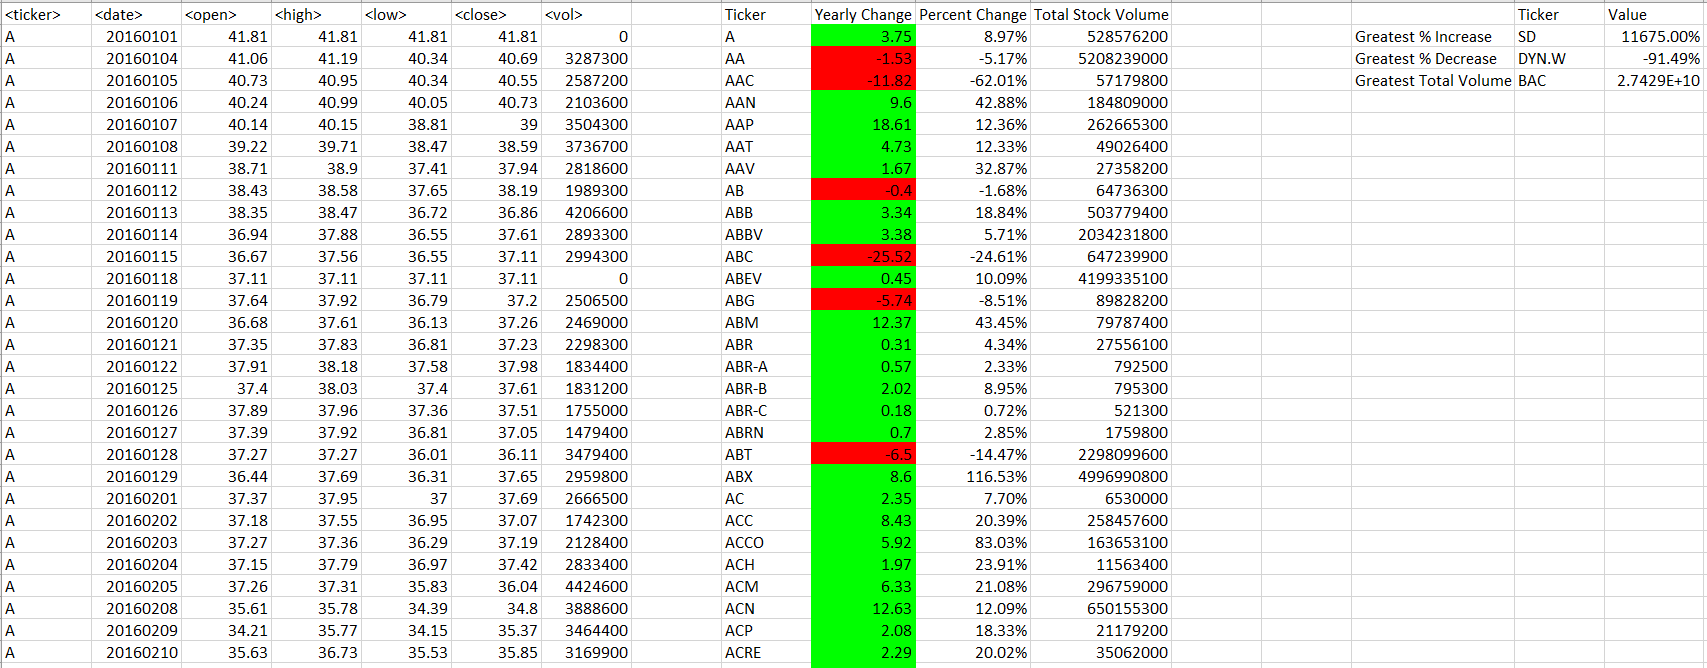 <ticker> <date> <open> <high> <low> <close> <vol> Ticker Yearly Change Percent Change Total Stock Volume Ticker Value
A 20160101 41.81 41.81 41.81 41.81 0 A 3.75 8.97% 528576200 Greatest % Increase SD 11675.00%
A 20160104 41.06 41.19 40.34 40.69 3287300 AA -1.53 -5.17% 5208239000 Greatest % Decrease DYN.W -91.49%
A 20160105 40.73 40.95 40.34 40.55 2587200 AAC -11.82 -62.01% 57179800 Greatest Total Volume BAC 2.7429E+10
A 20160106 40.24 40.99 40.05 40.73 2103600 AAN 9.6 42.88% 184809000
A 20160107 40.14 40.15 38.81 39 3504300 AAP 18.61 12.36% 262665300
A 20160108 39.22 39.71 38.47 38.59 3736700 AAT 4.73 12.33% 49026400
A 20160111 38.71 38.9 37.41 37.94 2818600 AAV 1.67 32.87% 27358200
A 20160112 38.43 38.58 37.65 38.19 1989300 AB -0.4 -1.68% 64736300
A 20160113 38.35 38.47 36.72 36.86 4206600 ABB 3.34 18.84% 503779400
A 20160114 36.94 37.88 36.55 37.61 2893300 ABBV 3.38 5.71% 2034231800
A 20160115 36.67 37.56 36.55 37.11 2994300 ABC -25.52 -24.61% 647239900
A 20160118 37.11 37.11 37.11 37.11 0 ABEV 0.45 10.09% 4199335100
A 20160119 37.64 37.92 36.79 37.2 2506500 ABG -5.74 -8.51% 89828200
A 20160120 36.68 37.61 36.13 37.26 2469000 ABM 12.37 43.45% 79787400
A 20160121 37.35 37.83 36.81 37.23 2298300 ABR 0.31 4.34% 27556100
A 20160122 37.91 38.18 37.58 37.98 1834400 ABR-A 0.57 2.33% 792500
A 20160125 37.4 38.03 37.4 37.61 1831200 ABR-B 2.02 8.95% 795300
A 20160126 37.89 37.96 37.36 37.51 1755000 ABR-C 0.18 0.72% 521300
A 20160127 37.39 37.92 36.81 37.05 1479400 ABRN 0.7 2.85% 1759800
A 20160128 37.27 37.27 36.01 36.11 3479400 ABT -6.5 -14.47% 2298099600
A 20160129 36.44 37.69 36.31 37.65 2959800 ABX 8.6 116.53% 4996990800
A 20160201 37.37 37.95 37 37.69 2666500 AC 2.35 7.70% 6530000
A 20160202 37.18 37.55 36.95 37.07 1742300 ACC 8.43 20.39% 258457600
A 20160203 37.27 37.36 36.29 37.19 2128400 ACCO 5.92 83.03% 163653100
A 20160204 37.15 37.79 36.97 37.42 2833400 ACH 1.97 23.91% 11563400
A 20160205 37.26 37.31 35.83 36.04 4424600 ACM 6.33 21.08% 296759000
A 20160208 35.61 35.78 34.39 34.8 3888600 ACN 12.63 12.09% 650155300
A 20160209 34.21 35.77 34.15 35.37 3464400 ACP 2.08 18.33% 21179200
A 20160210 35.63 36.73 35.53 35.85 3169900 ACRE 2.29 20.02% 35062000